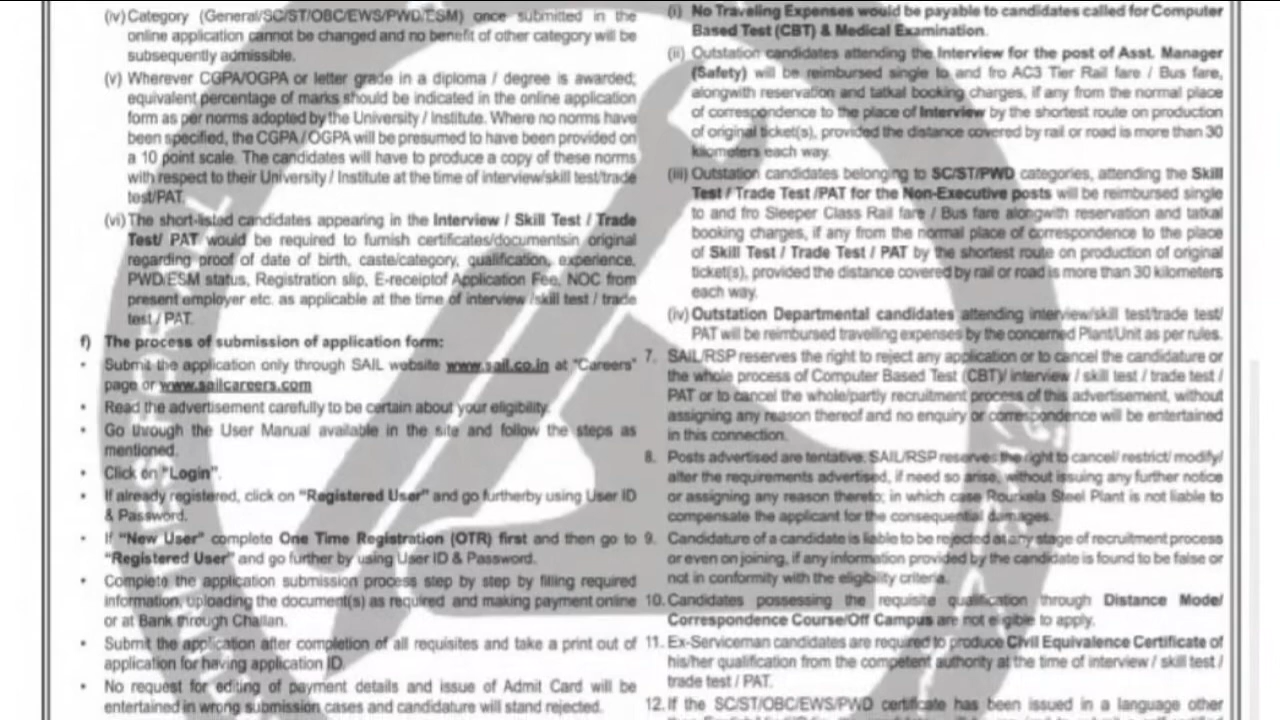 (iv) Category (General/SC/ST/OBC/EWS/PWD/ESM) once submitted in the
online application cannot be changed and no benefit of other category will be
subsequently admissible.
(v) Wherever CGPA/OGPA or letter grade in a diploma / degree is awarded;
equivalent percentage of marks should be indicated in the online application
form as per norms adopted by the University / Institute. Where no norms have
been specified, the CGPA / OGPA will be presumed to have been provided on
a 10 point scale. The candidates will have to produce a copy of these norms
with respect to their University / Institute at the time of interview/skill test/trade
test/PAT.
(vi) The short-listed candidates appearing in the Interview / Skill Test / Trade
Test/ PAT would be required to furnish certificates/documentsin original
regarding proof of date of birth, caste/category, qualification, experience,
PWD/ESM status, Registration slip, E-receiptof Application Fee, NOC from
present employer etc. as applicable at the time of interview /skill test / trade
test / PAT.
f) The process of submission of application form:
• Submit the application only through SAIL website www.sail.co.in at "Careers"
page or www.sailcareers.com
• Read the advertisement carefully to be certain about your eligibility.
• Go through the User Manual available in the site and follow the steps as
mentioned.
• Click on "Login".
• If already registered, click on "Registered User" and go furtherby using User ID
& Password.
• If "New User" complete One Time Registration (OTR) first and then go to
"Registered User" and go further by using User ID & Password.
• Complete the application submission process step by step by filling required
information, uploading the document(s) as required and making payment online
or at Bank through Challan.
• Submit the application after completion of all requisites and take a print out of
application for having application ID.
• No request for editing of payment details and issue of Admit Card will be
entertained in wrong submission cases and candidature will stand rejected.
(i) No Traveling Expenses would be payable to candidates called for Computer
Based Test (CBT) & Medical Examination.
(ii) Outstation candidates attending the Interview for the post of Asst. Manager
(Safety) will be reimbursed single to and fro AC3 Tier Rail fare / Bus fare,
alongwith reservation and tatkal booking charges, if any from the normal place
of correspondence to the place of Interview by the shortest route on production
of original ticket(s), provided the distance covered by rail or road is more than 30
kilometers each way.
(iii) Outstation candidates belonging to SC/ST/PWD categories, attending the Skill
Test / Trade Test /PAT for the Non-Executive posts will be reimbursed single
to and fro Sleeper Class Rail fare / Bus fare alongwith reservation and tatkal
booking charges, if any from the normal place of correspondence to the place
of Skill Test / Trade Test / PAT by the shortest route on production of original
ticket(s), provided the distance covered by rail or road is more than 30 kilometers
each way.
(iv) Outstation Departmental candidates attending interview/skill test/trade test/
PAT will be reimbursed travelling expenses by the concerned Plant/Unit as per rules.
7. SAIL/RSP reserves the right to reject any application or to cancel the candidature or
the whole process of Computer Based Test (CBT)/ interview / skill test / trade test /
PAT or to cancel the whole/partly recruitment process of this advertisement, without
assigning any reason thereof and no enquiry or correspondence will be entertained
in this connection.
8. Posts advertised are tentative. SAIL/RSP reserves the right to cancel/ restrict/ modify/
alter the requirements advertised, if need so arise, without issuing any further notice
or assigning any reason thereto; in which case Rourkela Steel Plant is not liable to
compensate the applicant for the consequential damages.
9. Candidature of a candidate is liable to be rejected at any stage of recruitment process
or even on joining, if any information provided by the candidate is found to be false or
not in conformity with the eligibility criteria.
10. Candidates possessing the requisite qualification through Distance Mode/
Correspondence Course/Off Campus are not eligible to apply.
11. Ex-Serviceman candidates are required to produce Civil Equivalence Certificate of
his/her qualification from the competent authority at the time of interview / skill test /
trade test / PAT.
12. If the SC/ST/OBC/EWS/PWD certificate has been issued in a language other